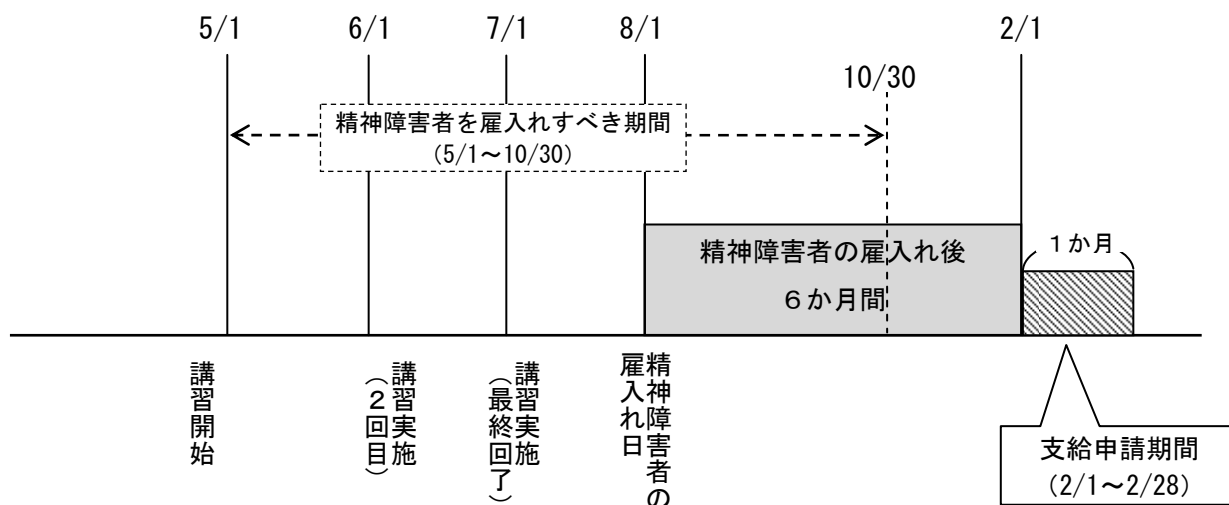 5/1
6/1
7/1
8/1
2/1
10/30
精神障害者を雇入れすべき期間
(5/1～10/30)
精神障害者の雇入れ後
６か月間
１か月
講習開始
講習実施
(２回目)
講習実施
(最終回了)
精神障害者の
雇入れ日
支給申請期間
(2/1～2/28)